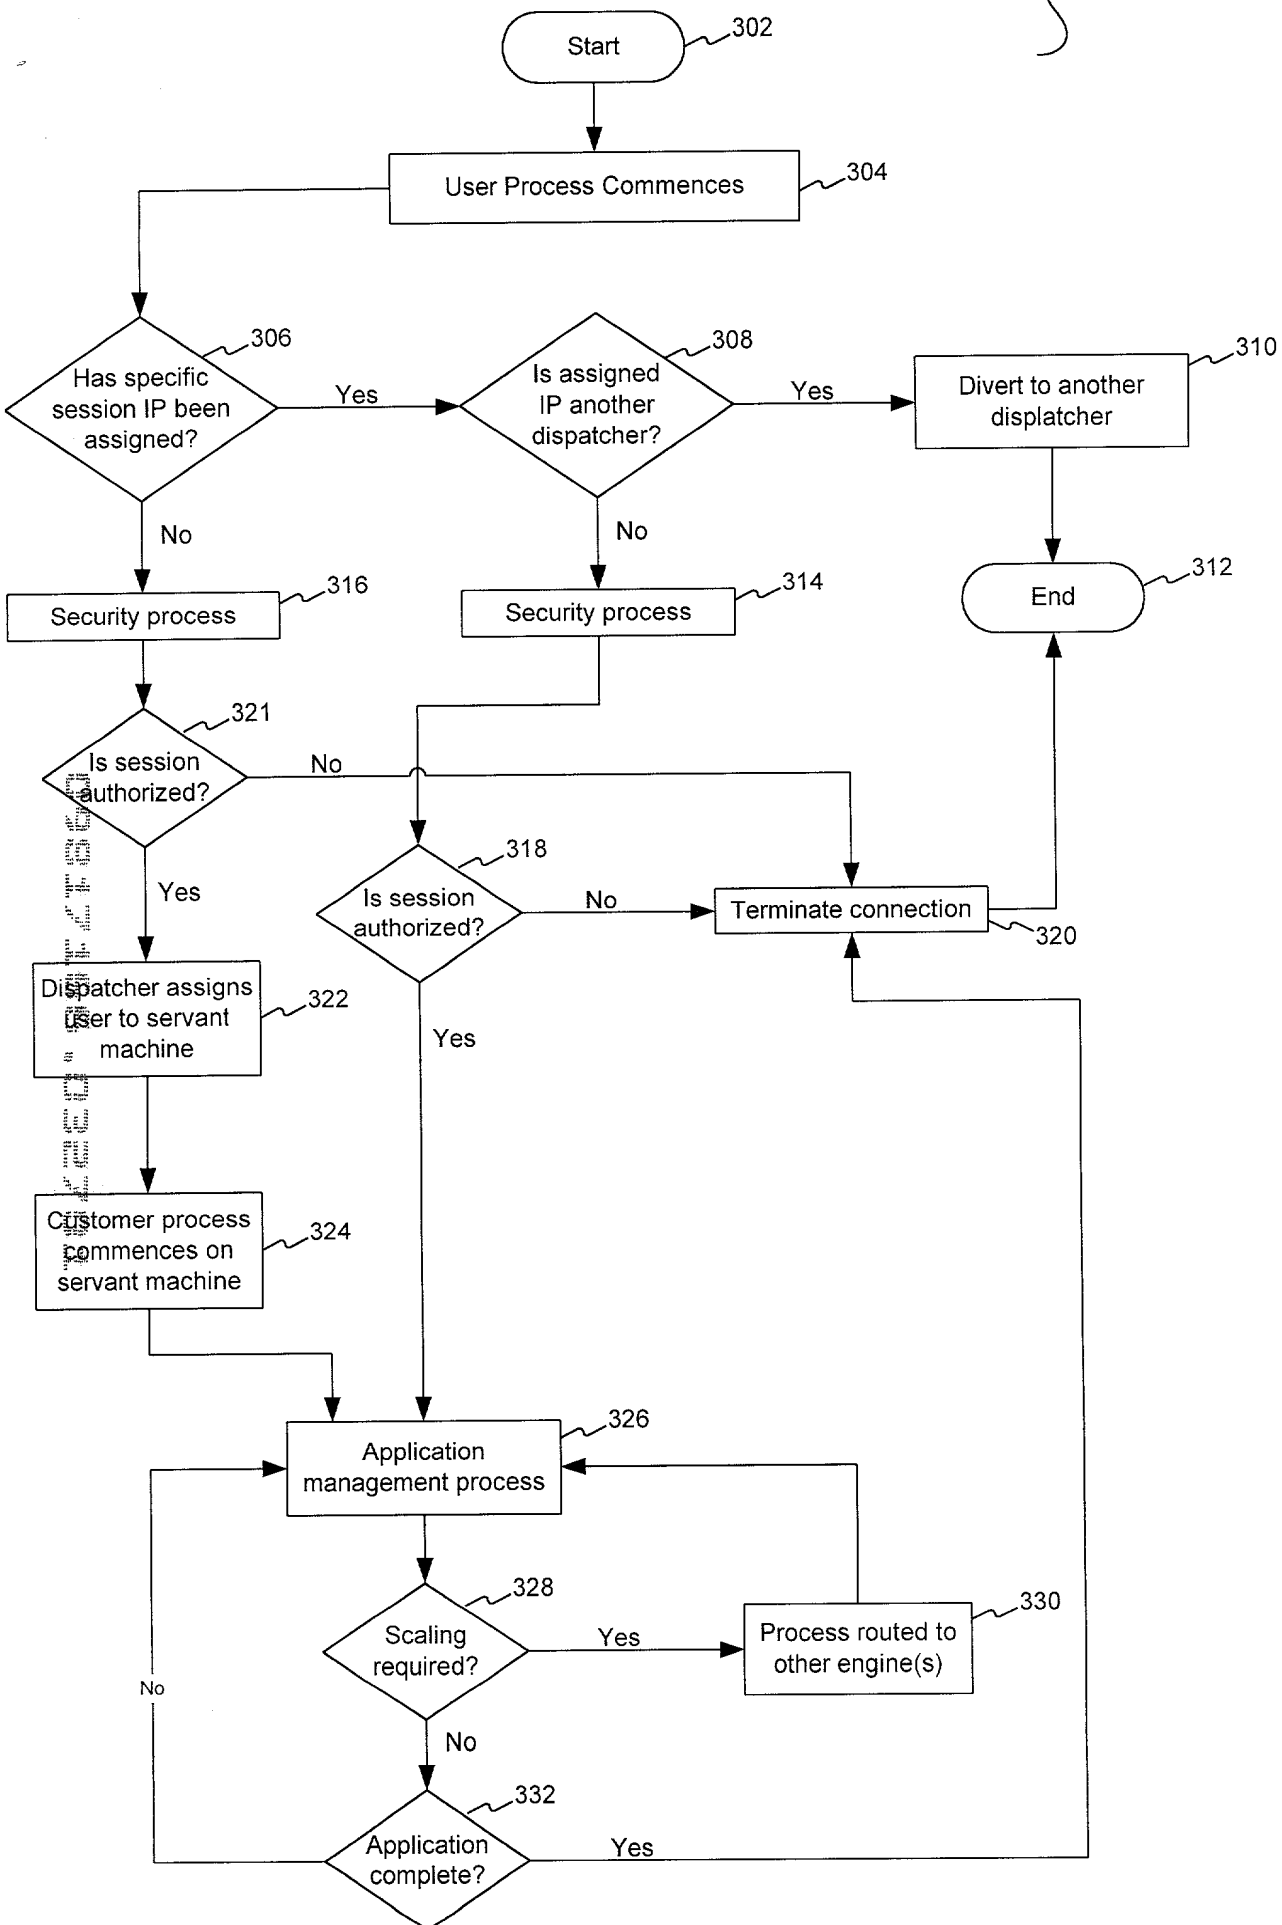 Start
302
User Process Commences
304
306
Has specific
session IP been
assigned?
Yes
308
Is assigned
IP another
dispatcher?
Yes
310
Divert to another
displatcher
No
No
316
Security process
314
Security process
312
End
321
Is session
authorized?
No
Yes
318
Is session
authorized?
No
Terminate connection
320
Dispatcher assigns
user to servant
machine
322
Yes
Customer process
commences on
servant machine
324
326
Application
management process
328
Scaling
required?
Yes
330
Process routed to
other engine(s)
No
No
332
Application
complete?
Yes